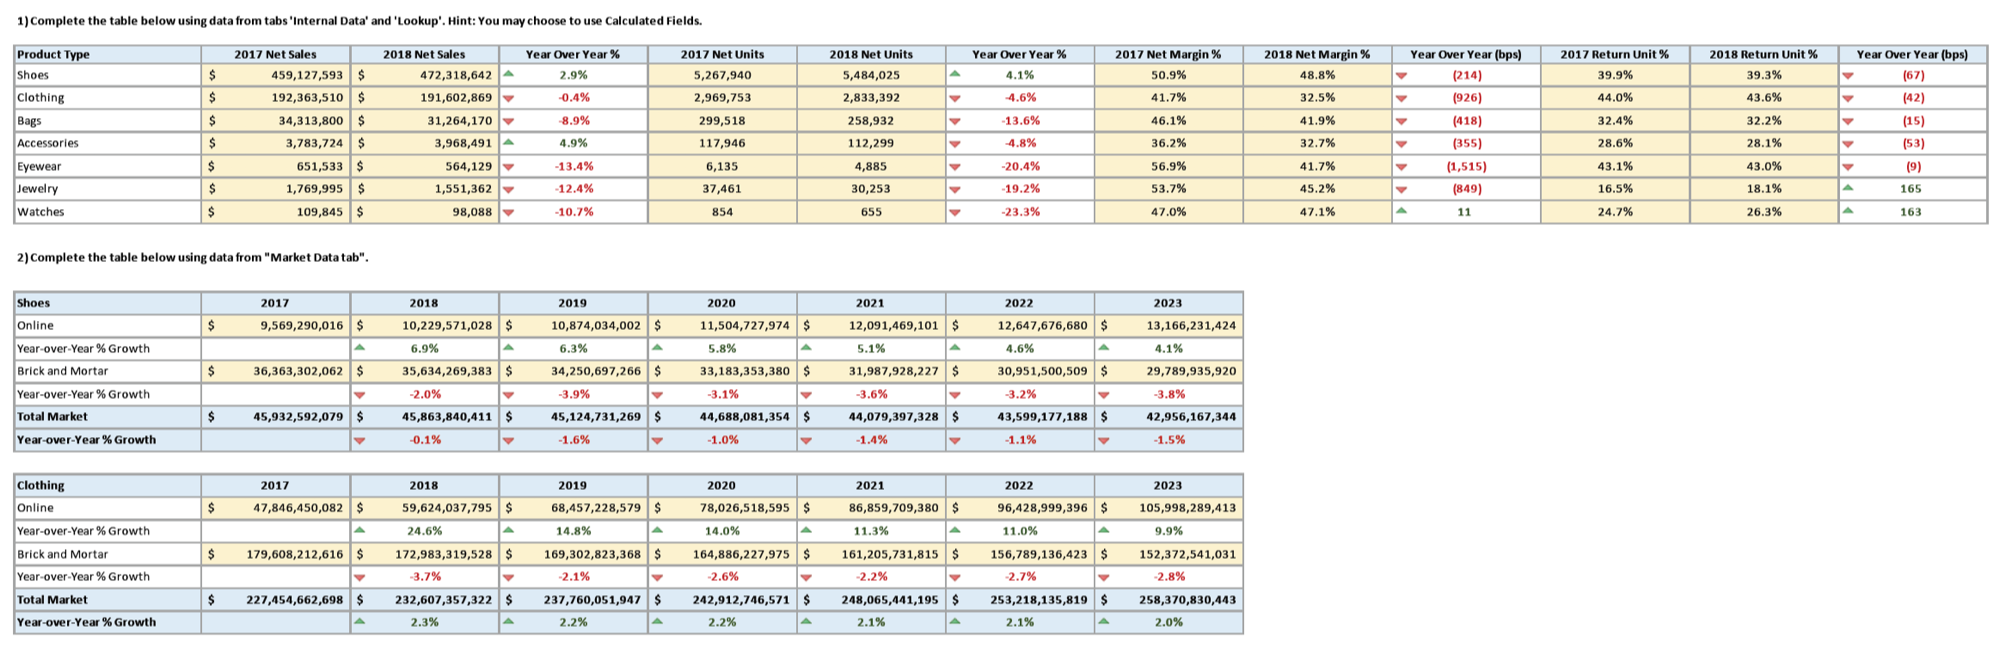 1) Complete the table below using data from tabs 'Internal Data' and 'Lookup'. Hint: You may choose to use Calculated Fields.
Product Type 2017 Net Sales 2018 Net Sales Year Over Year % 2017 Net Units 2018 Net Units Year Over Year % 2017 Net Margin % 2018 Net Margin % Year Over Year (bps) 2017 Return Unit % 2018 Return Unit % Year Over Year (bps)
Shoes $ 459,127,593 $ 472,318,642 2.9% 5,267,940 5,484,025 4.1% 50.9% 48.8% (214) 39.9% 39.3% (67)
Clothing $ 192,363,510 $ 191,602,869 -0.4% 2,969,753 2,833,392 -4.6% 41.7% 32.5% (926) 44.0% 43.6% (42)
Bags $ 34,313,800 $ 31,264,170 -8.9% 299,518 258,932 -13.6% 46.1% 41.9% (418) 32.4% 32.2% (15)
Accessories $ 3,783,724 $ 3,968,491 4.9% 117,946 112,299 -4.8% 36.2% 32.7% (355) 28.6% 28.1% (53)
Eyewear $ 651,533 $ 564,129 -13.4% 6,135 4,885 -20.4% 56.9% 41.7% (1,515) 43.1% 43.0% (9)
Jewelry $ 1,769,995 $ 1,551,362 -12.4% 37,461 30,253 -19.2% 53.7% 45.2% (849) 16.5% 18.1% 165
Watches $ 109,845 $ 98,088 -10.7% 854 655 -23.3% 47.0% 47.1% 11 24.7% 26.3% 163
2) Complete the table below using data from "Market Data tab".
Shoes 2017 2018 2019 2020 2021 2022 2023
Online $ 9,569,290,016 $ 10,229,571,028 $ 10,874,034,002 $ 11,504,727,974 $ 12,091,469,101 $ 12,647,676,680 $ 13,166,231,424
Year-over-Year % Growth 6.9% 6.3% 5.8% 5.1% 4.6% 4.1%
Brick and Mortar $ 36,363,302,062 $ 35,634,269,383 $ 34,250,697,266 $ 33,183,353,380 $ 31,987,928,227 $ 30,951,500,509 $ 29,789,935,920
Year-over-Year % Growth -2.0% -3.9% -3.1% -3.6% -3.2% -3.8%
Total Market $ 45,932,592,079 $ 45,863,840,411 $ 45,124,731,269 $ 44,688,081,354 $ 44,079,397,328 $ 43,599,177,188 $ 42,956,167,344
Year-over-Year % Growth -0.1% -1.6% -1.0% -1.4% -1.1% -1.5%
Clothing 2017 2018 2019 2020 2021 2022 2023
Online $ 47,846,450,082 $ 59,624,037,795 $ 68,457,228,579 $ 78,026,518,595 $ 86,859,709,380 $ 96,428,999,396 $ 105,998,289,413
Year-over-Year % Growth 24.6% 14.8% 14.0% 11.3% 11.0% 9.9%
Brick and Mortar $ 179,608,212,616 $ 172,983,319,528 $ 169,302,823,368 $ 164,886,227,975 $ 161,205,731,815 $ 156,789,136,423 $ 152,372,541,031
Year-over-Year % Growth -3.7% -2.1% -2.6% -2.2% -2.7% -2.8%
Total Market $ 227,454,662,698 $ 232,607,357,322 $ 237,760,051,947 $ 242,912,746,571 $ 248,065,441,195 $ 253,218,135,819 $ 258,370,830,443
Year-over-Year % Growth 2.3% 2.2% 2.2% 2.1% 2.1% 2.0%